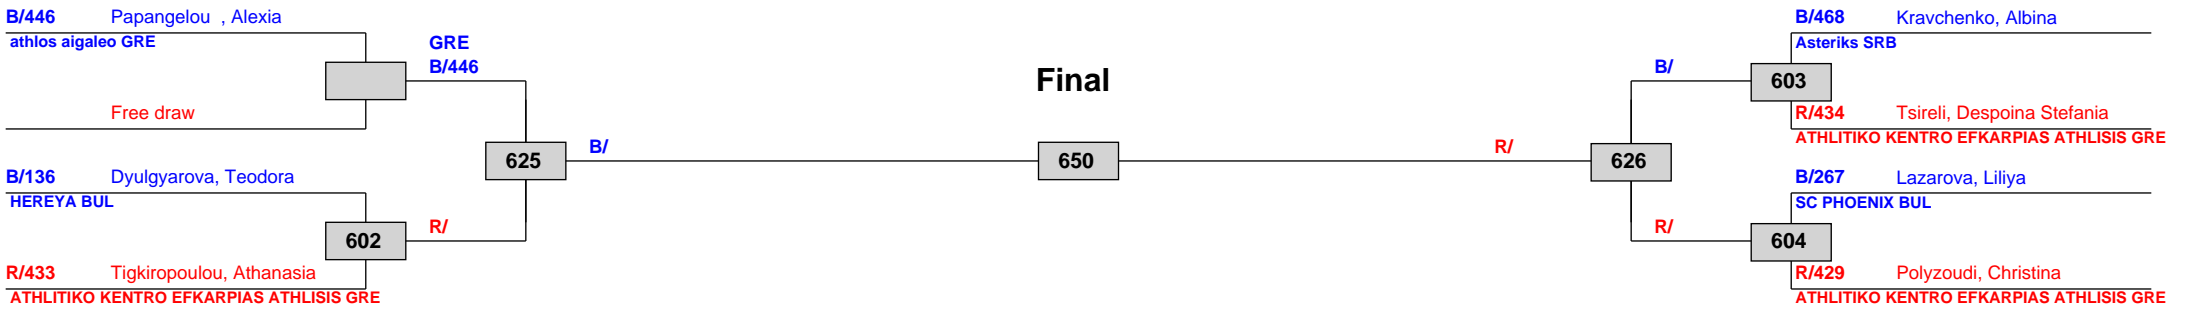 B/446 Papangelou , Alexia
athlos aigaleo GRE
GRE
B/446
Free draw
625
B/
B/136 Dyulgyarova, Teodora
HEREYA BUL
602
R/
R/433 Tigkiropoulou, Athanasia
ATHLITIKO KENTRO EFKARPIAS ATHLISIS GRE
Final
650
B/468 Kravchenko, Albina
Asteriks SRB
B/
603
R/434 Tsireli, Despoina Stefania
ATHLITIKO KENTRO EFKARPIAS ATHLISIS GRE
R/
626
B/267 Lazarova, Liliya
SC PHOENIX BUL
R/
604
R/429 Polyzoudi, Christina
ATHLITIKO KENTRO EFKARPIAS ATHLISIS GRE